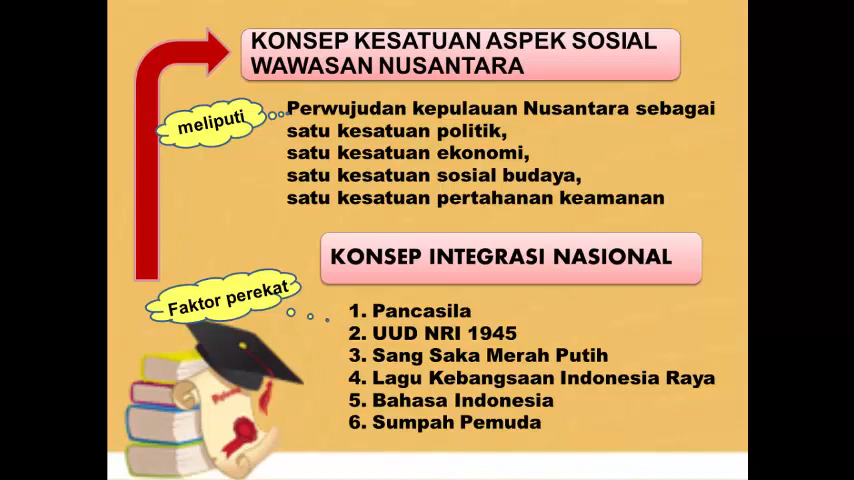 KONSEP KESATUAN ASPEK SOSIAL
WAWASAN NUSANTARA
meliputi
Perwujudan kepulauan Nusantara sebagai
satu kesatuan politik,
satu kesatuan ekonomi,
satu kesatuan sosial budaya,
satu kesatuan pertahanan keamanan
KONSEP INTEGRASI NASIONAL
Faktor perekat
1. Pancasila
2. UUD NRI 1945
3. Sang Saka Merah Putih
4. Lagu Kebangsaan Indonesia Raya
5. Bahasa Indonesia
6. Sumpah Pemuda